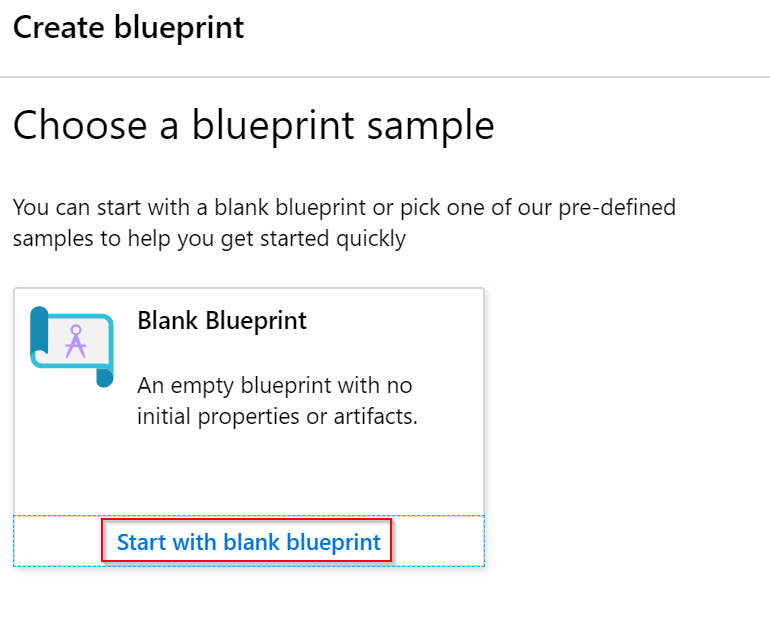 Create blueprint
Choose a blueprint sample
You can start with a blank blueprint or pick one of our pre-defined
samples to help you get started quickly
Blank Blueprint
An empty blueprint with no
initial properties or artifacts.
Start with blank blueprint